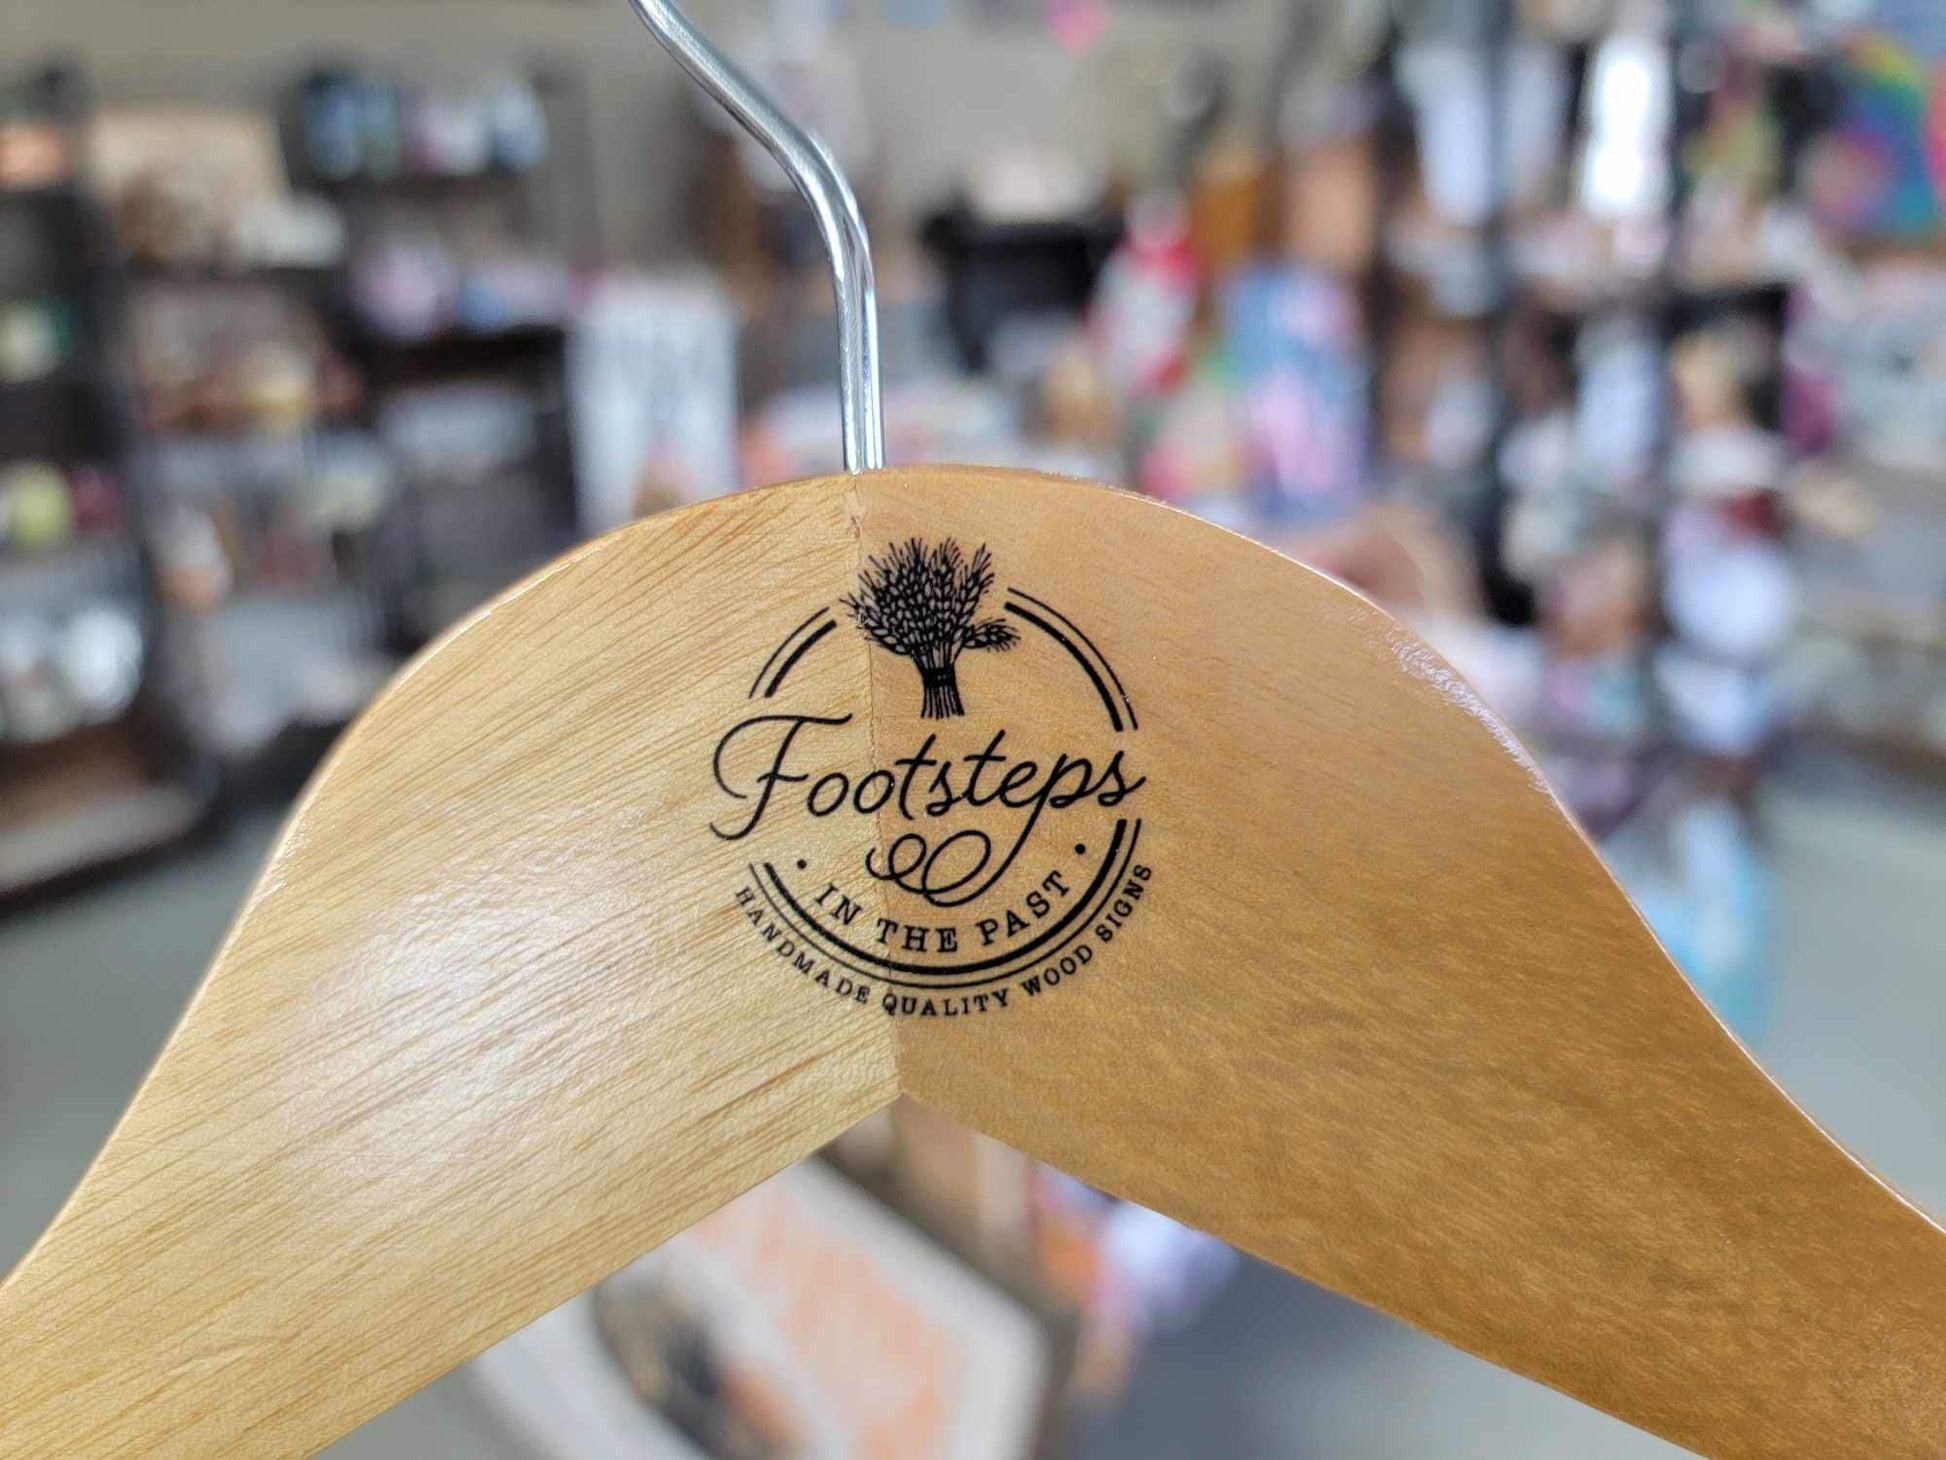 Footsteps
IN THE PAST
HANDMADE QUALITY WOOD SIGNS